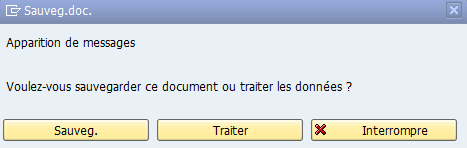 Sauveg.doc.
Apparition de messages
Voulez-vous sauvegarder ce document ou traiter les données ?
Sauveg.
Traiter
Interrompre